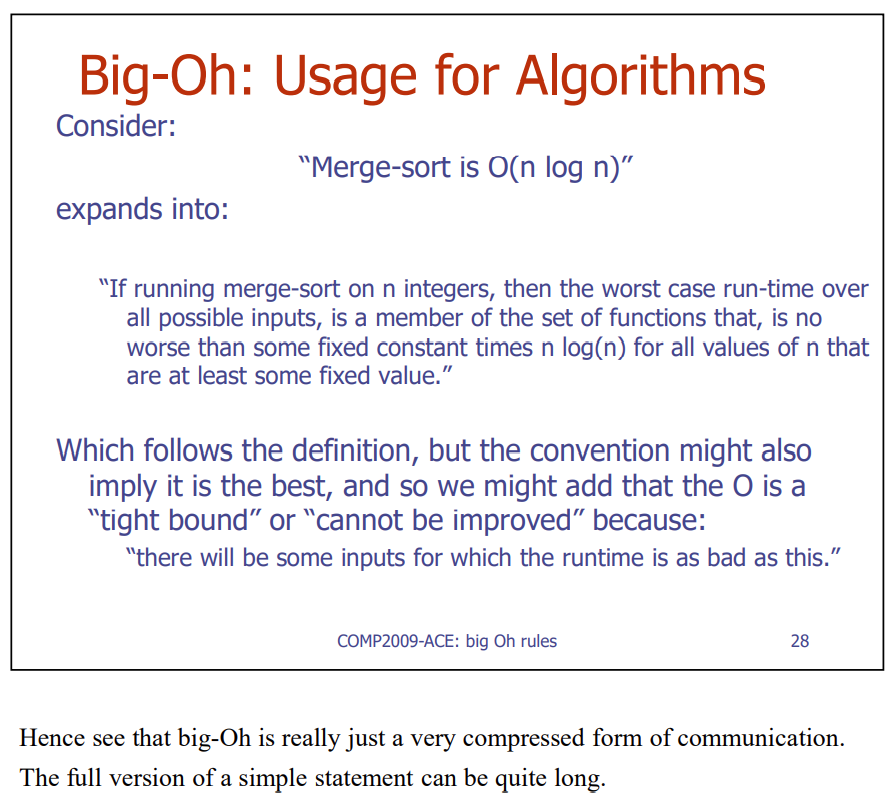 Big-Oh: Usage for Algorithms
Consider:
“Merge-sort is O(n log n)”
expands into:
“If running merge-sort on n integers, then the worst case run-time over
all possible inputs, is a member of the set of functions that, is no
worse than some fixed constant times n log(n) for all values of n that
are at least some fixed value.”
Which follows the definition, but the convention might also
imply it is the best, and so we might add that the O is a
“tight bound” or “cannot be improved” because:
“there will be some inputs for which the runtime is as bad as this.”
COMP2009-ACE: big Oh rules 28
Hence see that big-Oh is really just a very compressed form of communication.
The full version of a simple statement can be quite long.